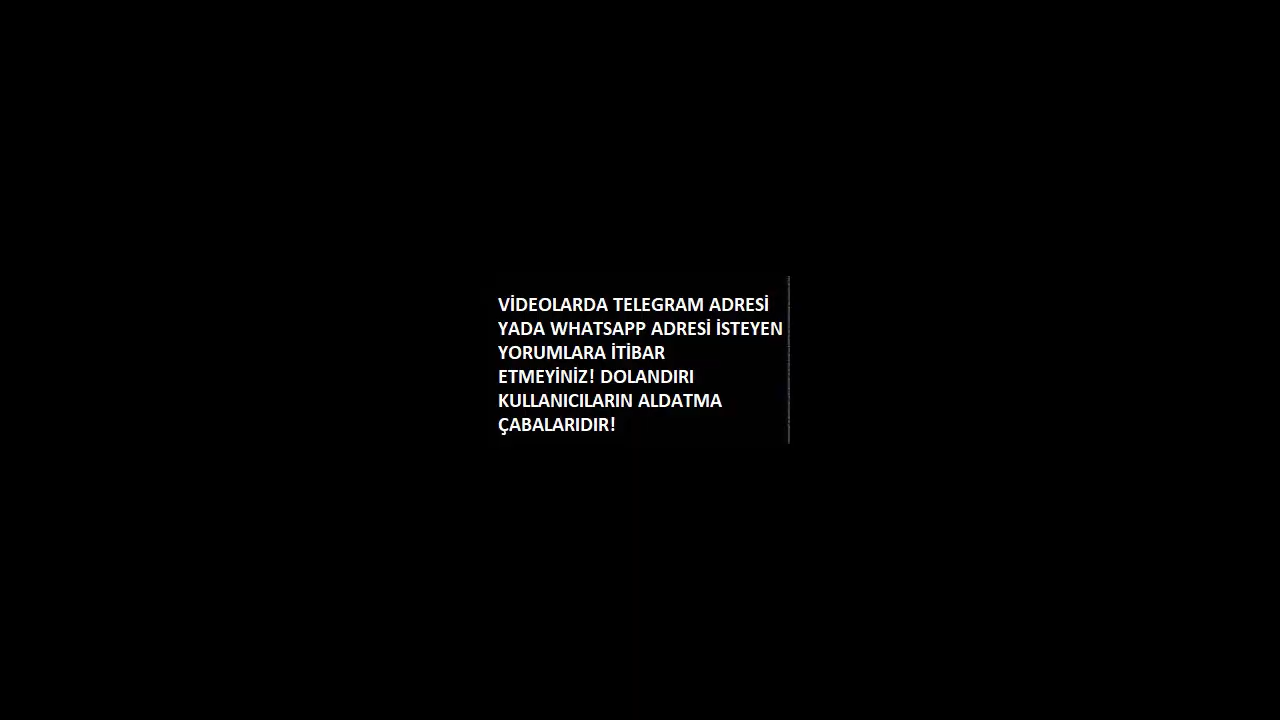 VİDEOLARDA TELEGRAM ADRESİ
YADA WHATSAPP ADRESİ İSTEYEN
YORUMLARA İTİBAR
ETMEYİNİZ! DOLANDIRI
KULLANICILARIN ALDATMA
ÇABALARIDIR!